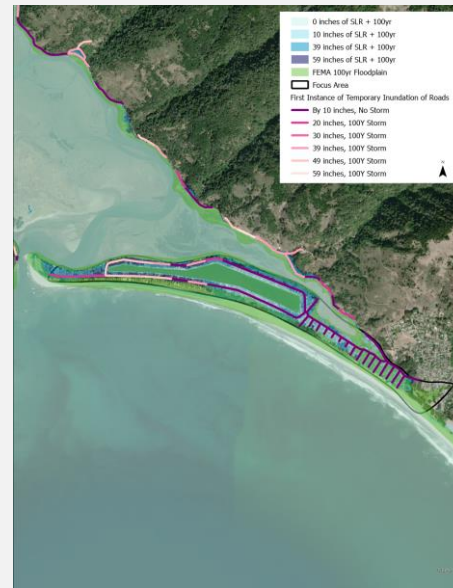 0 inches of SLR + 100yr
10 inches of SLR + 100yr
39 inches of SLR + 100yr
59 inches of SLR + 100yr
FEMA 100yr Floodplain
Focus Area
First Instance of Temporary Inundation of Roads
By 10 inches, No Storm
20 inches, 100Y Storm
30 inches, 100Y Storm
39 inches, 100Y Storm
49 inches, 100Y Storm
59 inches, 100Y Storm
N